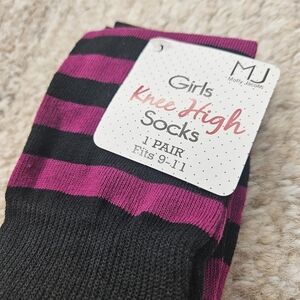 MJ
Molly Jacobs
Girls
Knee High
Socks
1 PAIR
Fits 9-11